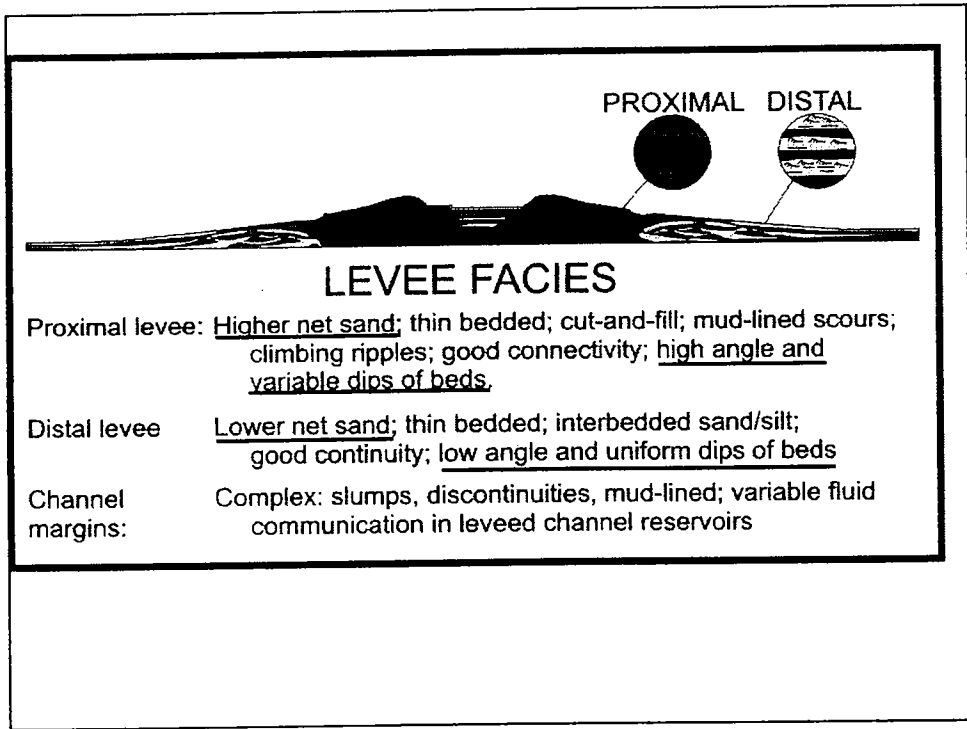 PROXIMAL DISTAL
LEVEE FACIES
Proximal levee: Higher net sand; thin bedded; cut-and-fill; mud-lined scours;
climbing ripples; good connectivity; high angle and
variable dips of beds.
Distal levee Lower net sand; thin bedded; interbedded sand/silt;
good continuity; low angle and uniform dips of beds
Channel Complex: slumps, discontinuities, mud-lined; variable fluid
margins: communication in leveed channel reservoirs